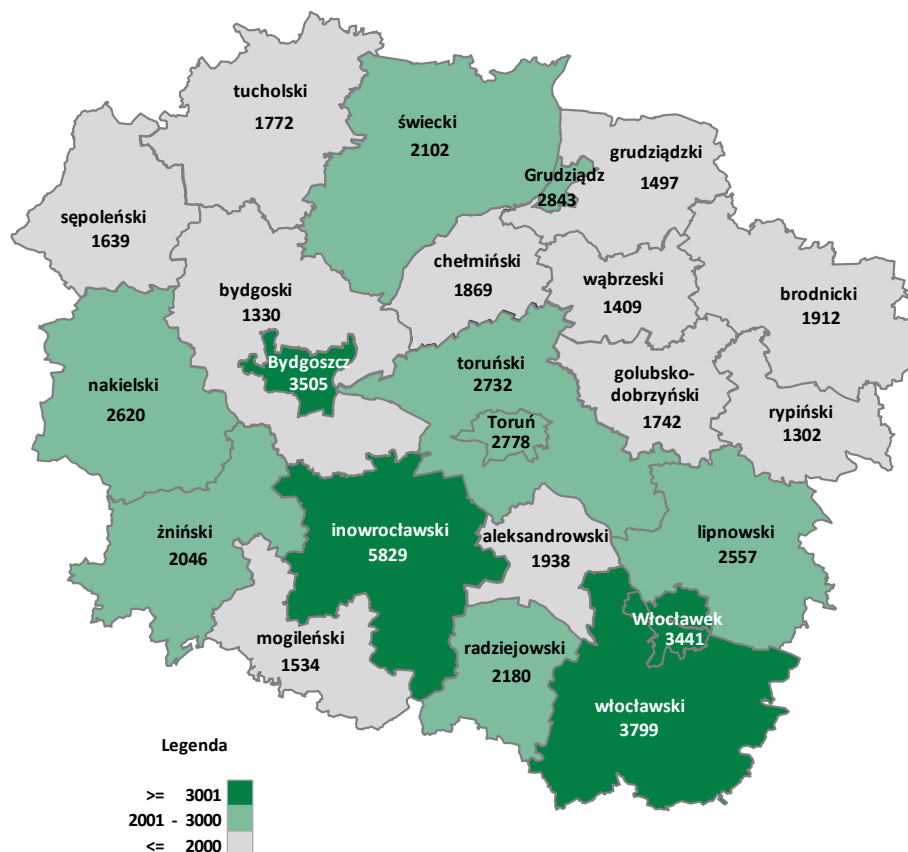 tucholski
1772
świecki
2102
grudziądzki
1497
Grudziądz
2843
sępoleński
1639
chełmiński
1869
wąbrzeski
1409
brodnicki
1912
bydgoski
1330
Bydgoszcz
3505
toruński
2732
golubsko-
dobrzyński
1742
rypiński
1302
nakielski
2620
Toruń
2778
żniński
2046
inowrocławski
5829
aleksandrowski
1938
lipnowski
2557
mogileński
1534
radziejowski
2180
Włocławek
3441
włocławski
3799
Legenda
>= 3001
2001 - 3000
<= 2000